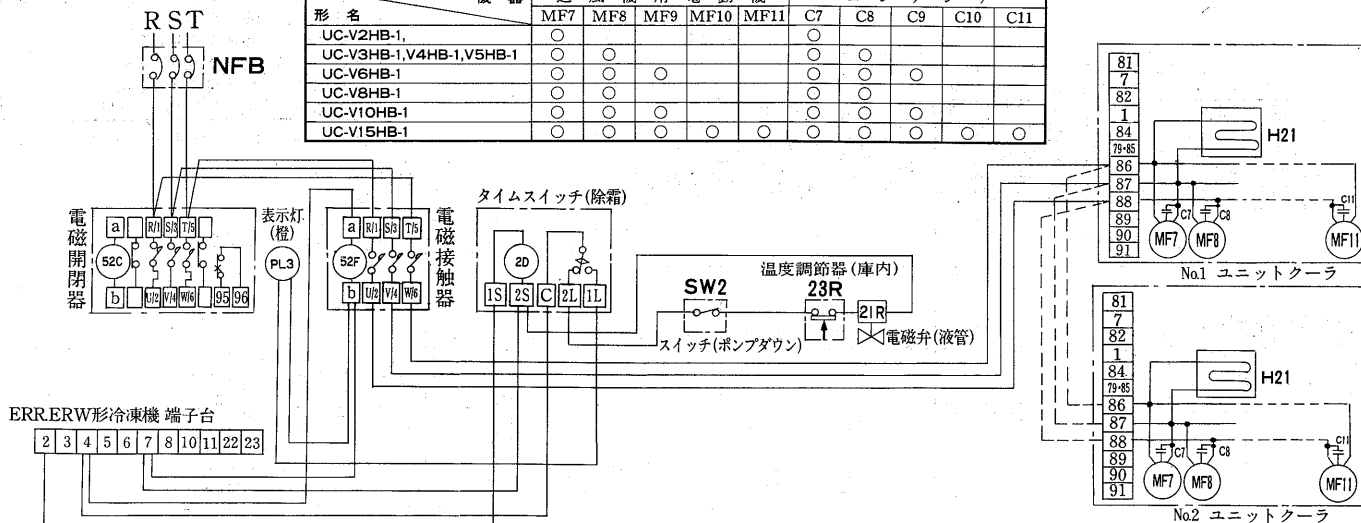 形 名
MF7 MF8 MF9 MF10 MF11 C7 C8 C9 C10 C11
UC-V2HB-1, ○ ○
UC-V3HB-1,V4HB-1,V5HB-1 ○ ○ ○ ○
UC-V6HB-1 ○ ○ ○ ○ ○ ○
UC-V8HB-1 ○ ○ ○ ○
UC-V10HB-1 ○ ○ ○ ○ ○ ○
UC-V15HB-1 ○ ○ ○ ○ ○ ○ ○ ○ ○ ○
R S T
NFB
電磁開閉器
a R/1 S/3 T/5
52C
b U/2 V/4 W/6 95 96
表示灯
(橙)
PL3
a R/1 S/3 T/5
52F
b U/2 V/4 W/6
電磁接触器
タイムスイッチ(除霜)
2D
1S 2S C 2L 1L
SW2
スイッチ(ポンプダウン)
温度調節器(庫内)
23R
21R
電磁弁(液管)
ERR.ERW形冷凍機 端子台
2 3 4 5 6 7 8 10 11 22 23
81
7
82
1
84
79・85
86
87
88
89
90
91
H21
C7 C8 C11
MF7 MF8 MF11
No.1 ユニットクーラ
81
7
82
1
84
79・85
86
87
88
89
90
91
H21
C7 C8 C11
MF7 MF8 MF11
No.2 ユニットクーラ